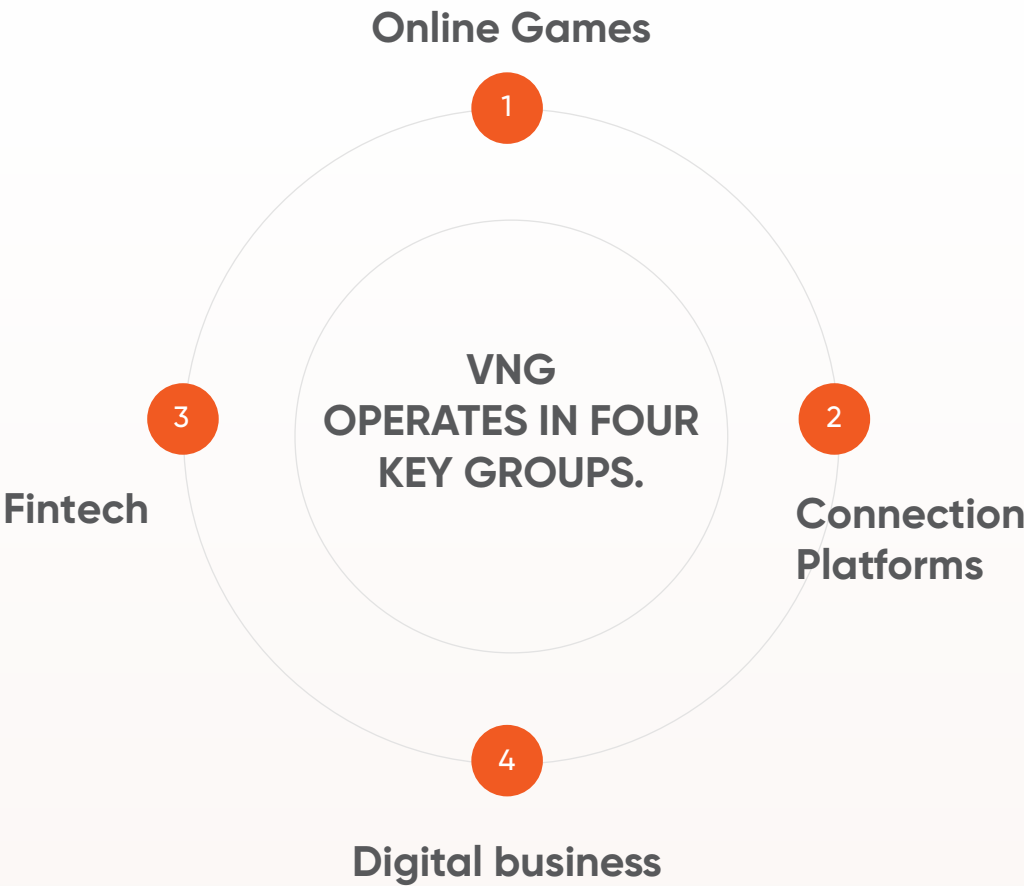 Online Games
1
VNG
OPERATES IN FOUR
KEY GROUPS.
3
2
Fintech
Connection
Platforms
4
Digital business